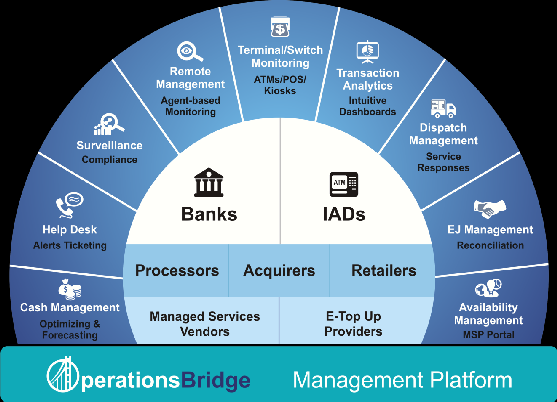 Terminal/Switch
Monitoring
ATMs/POS/
Kiosks
Remote
Management
Agent-based
Monitoring
Transaction
Analytics
Intuitive
Dashboards
Surveillance
Compliance
Dispatch
Management
Service
Responses
Help Desk
Alerts Ticketing
EJ Management
Reconciliation
Cash Management
Optimizing &
Forecasting
Availability
Management
MSP Portal
Banks
ATM
IADs
Processors
Acquirers
Retailers
Managed Services
Vendors
E-Top Up
Providers
OperationsBridge
Management Platform